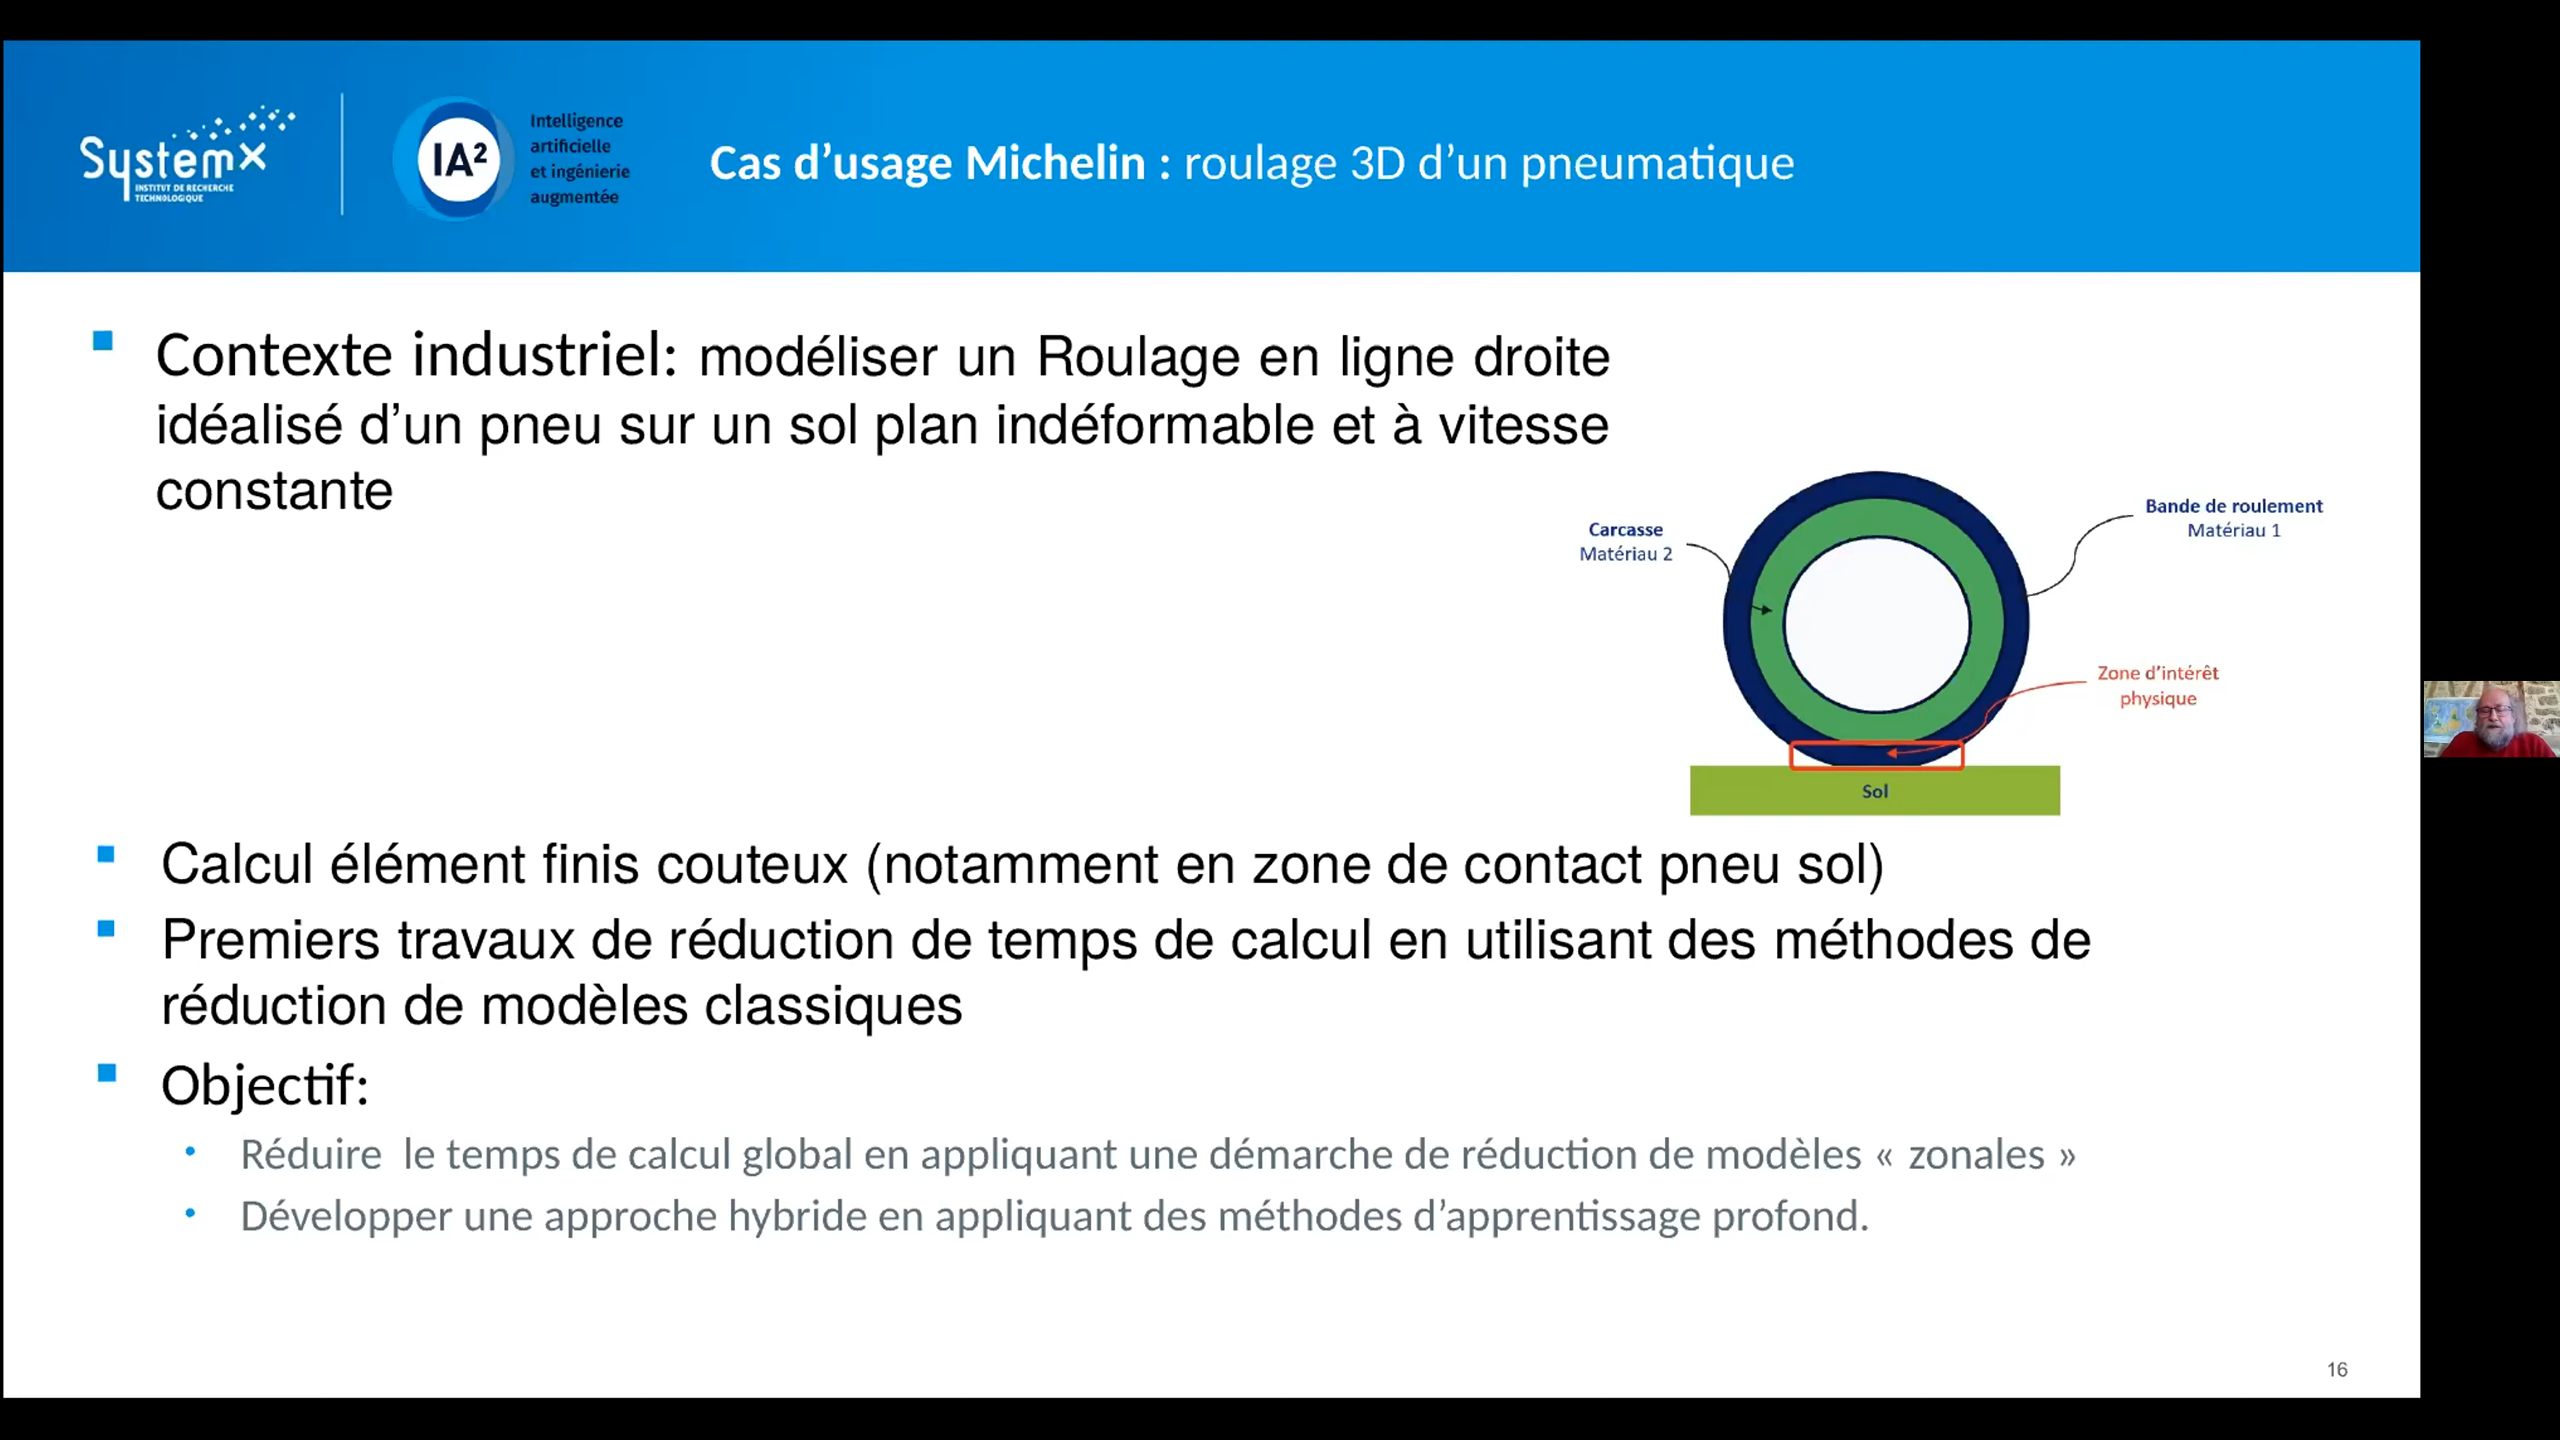 SystemX
INSTITUT DE RECHERCHE
TECHNOLOGIQUE
IA²
Intelligence
artificielle
et ingénierie
augmentée
Cas d’usage Michelin : roulage 3D d’un pneumatique
Contexte industriel: modéliser un Roulage en ligne droite
idéalisé d’un pneu sur un sol plan indéformable et à vitesse
constante
Carcasse
Matériau 2
Bande de roulement
Matériau 1
Zone d’intérêt
physique
Sol
Calcul élément finis couteux (notamment en zone de contact pneu sol)
Premiers travaux de réduction de temps de calcul en utilisant des méthodes de
réduction de modèles classiques
Objectif:
Réduire  le temps de calcul global en appliquant une démarche de réduction de modèles « zonales »
Développer une approche hybride en appliquant des méthodes d’apprentissage profond.
16